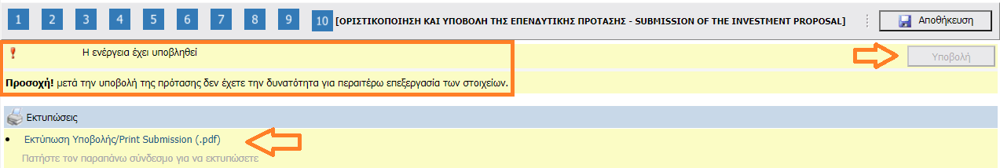 1 2 3 4 5 6 7 8 9 10 [ΟΡΙΣΤΙΚΟΠΟΙΗΣΗ ΚΑΙ ΥΠΟΒΟΛΗ ΤΗΣ ΕΠΕΝΔΥΤΙΚΗΣ ΠΡΟΤΑΣΗΣ - SUBMISSION OF THE INVESTMENT PROPOSAL] Αποθήκευση
Η ενέργεια έχει υποβληθεί Υποβολή
Προσοχή! μετά την υποβολή της πρότασης δεν έχετε την δυνατότητα για περαιτέρω επεξεργασία των στοιχείων.
Εκτυπώσεις
Εκτύπωση Υποβολής/Print Submission (.pdf)
Πατήστε τον παραπάνω σύνδεσμο για να εκτυπώσετε